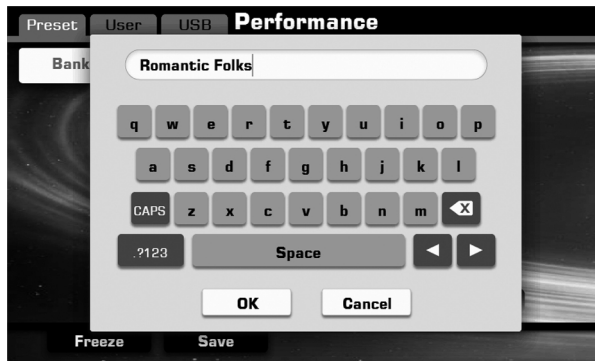 Preset User USB Performance
Bank
Romantic Folks
q w e r t y u i o p
a s d f g h j k l
CAPS z x c v b n m
.?123 Space
OK Cancel
Freeze Save